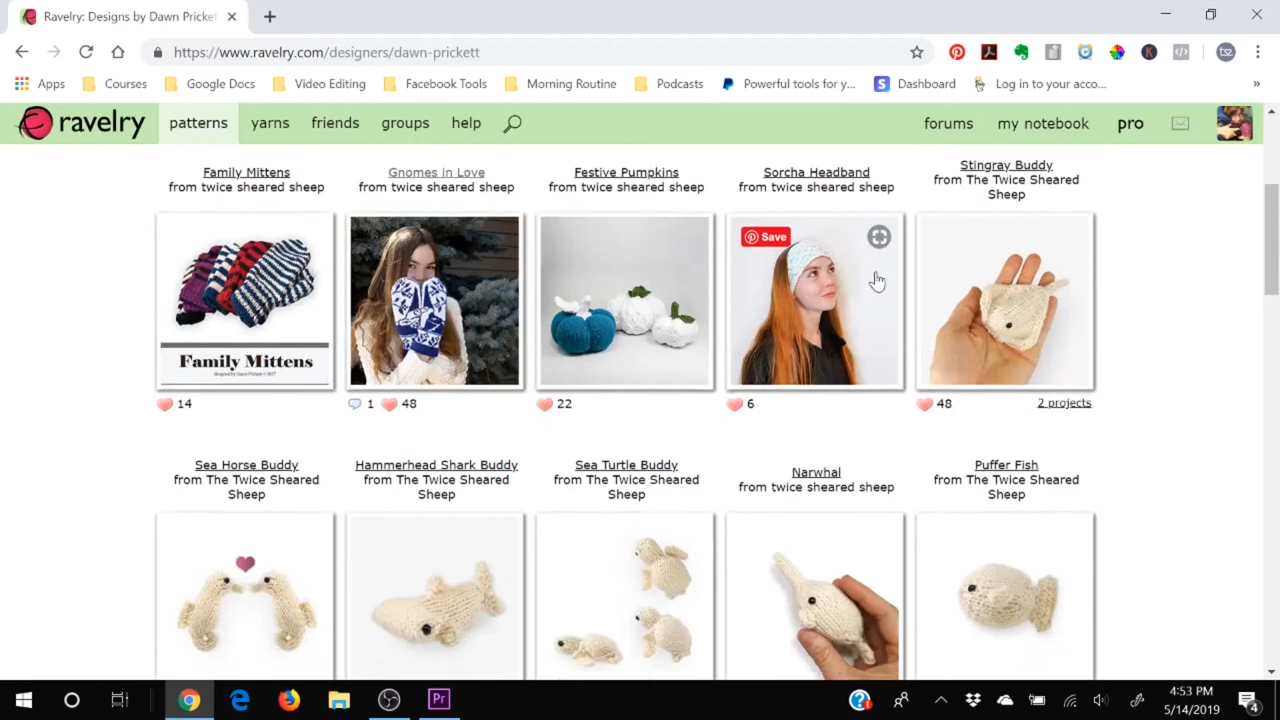 Ravelry: Designs by Dawn Pricket
https://www.ravelry.com/designers/dawn-prickett
tsz
Apps
Courses
Google Docs
Video Editing
Facebook Tools
Morning Routine
Podcasts
Powerful tools for y...
Dashboard
Log in to your acco...
»
ravelry
patterns
yarns
friends
groups
help
forums
my notebook
pro
Family Mittens
from twice sheared sheep
Gnomes in Love
from twice sheared sheep
Festive Pumpkins
from twice sheared sheep
Sorcha Headband
from twice sheared sheep
Stingray Buddy
from The Twice Sheared
Sheep
Save
Family Mittens
14
1
48
22
6
48
2 projects
Sea Horse Buddy
from The Twice Sheared
Sheep
Hammerhead Shark Buddy
from The Twice Sheared
Sheep
Sea Turtle Buddy
from The Twice Sheared
Sheep
Narwhal
from twice sheared sheep
Puffer Fish
from The Twice Sheared
Sheep
Pr
4:53 PM
5/14/2019
4